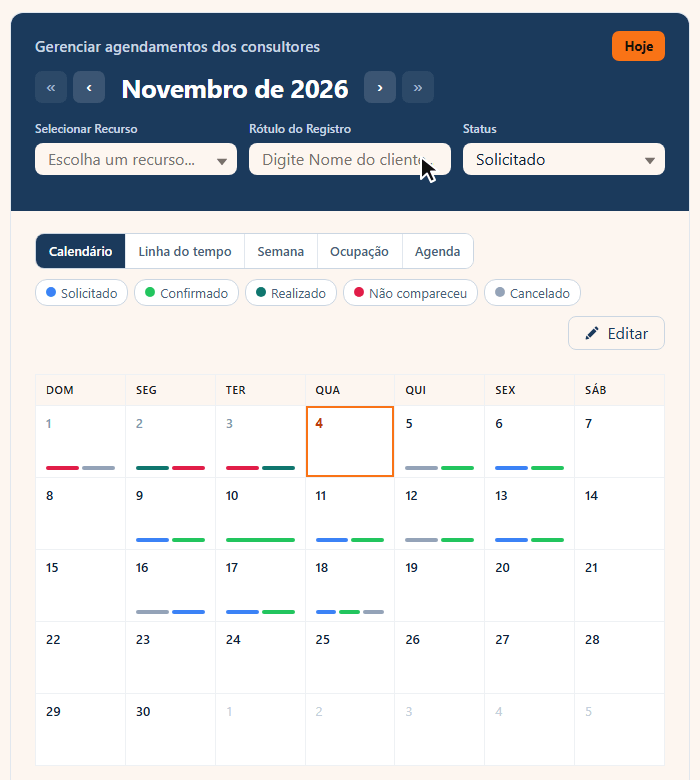 Gerenciar agendamentos dos consultores
Hoje
« ‹ Novembro de 2026 › »
Selecionar Recurso Rótulo do Registro Status
Escolha um recurso... Digite Nome do cliente... Solicitado
Calendário Linha do tempo Semana Ocupação Agenda
Solicitado Confirmado Realizado Não compareceu Cancelado
Editar
DOM SEG TER QUA QUI SEX SÁB
1 2 3 4 5 6 7
8 9 10 11 12 13 14
15 16 17 18 19 20 21
22 23 24 25 26 27 28
29 30 1 2 3 4 5